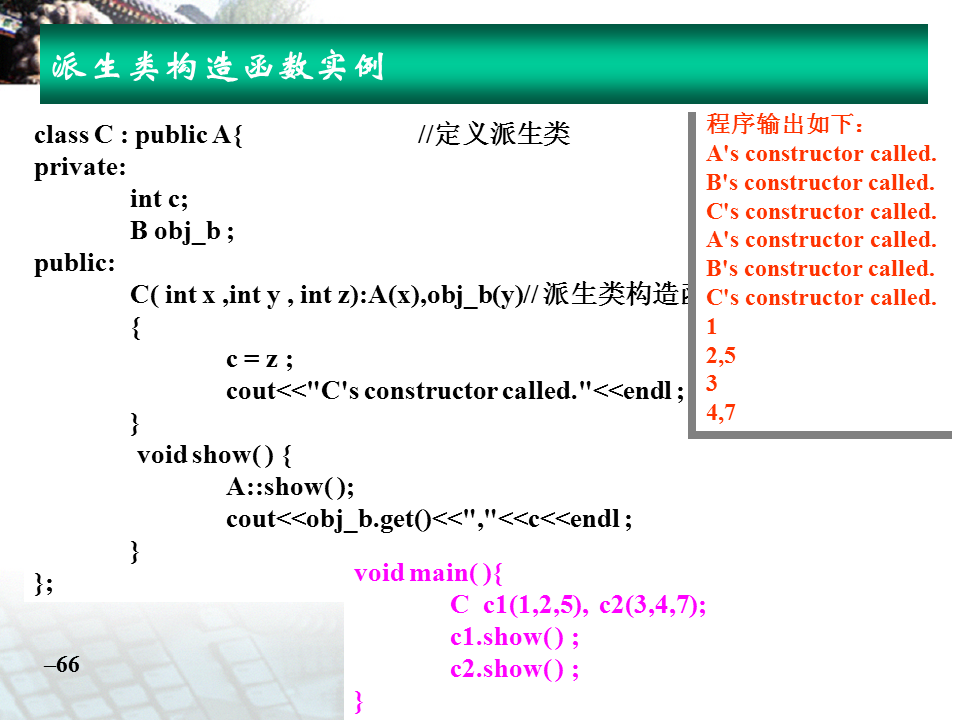 派生类构造函数实例
class C : public A{ //定义派生类
private:
int c;
B obj_b ;
public:
C( int x ,int y , int z):A(x),obj_b(y)// 派生类构造
{
c = z ;
cout<<"C's constructor called."<<endl ;
}
void show( ) {
A::show( );
cout<<obj_b.get()<<","<<c<<endl ;
}
};
程序输出如下：
A's constructor called.
B's constructor called.
C's constructor called.
A's constructor called.
B's constructor called.
C's constructor called.
1
2,5
3
4,7
void main( ){
C c1(1,2,5), c2(3,4,7);
c1.show( ) ;
c2.show( ) ;
}
–66